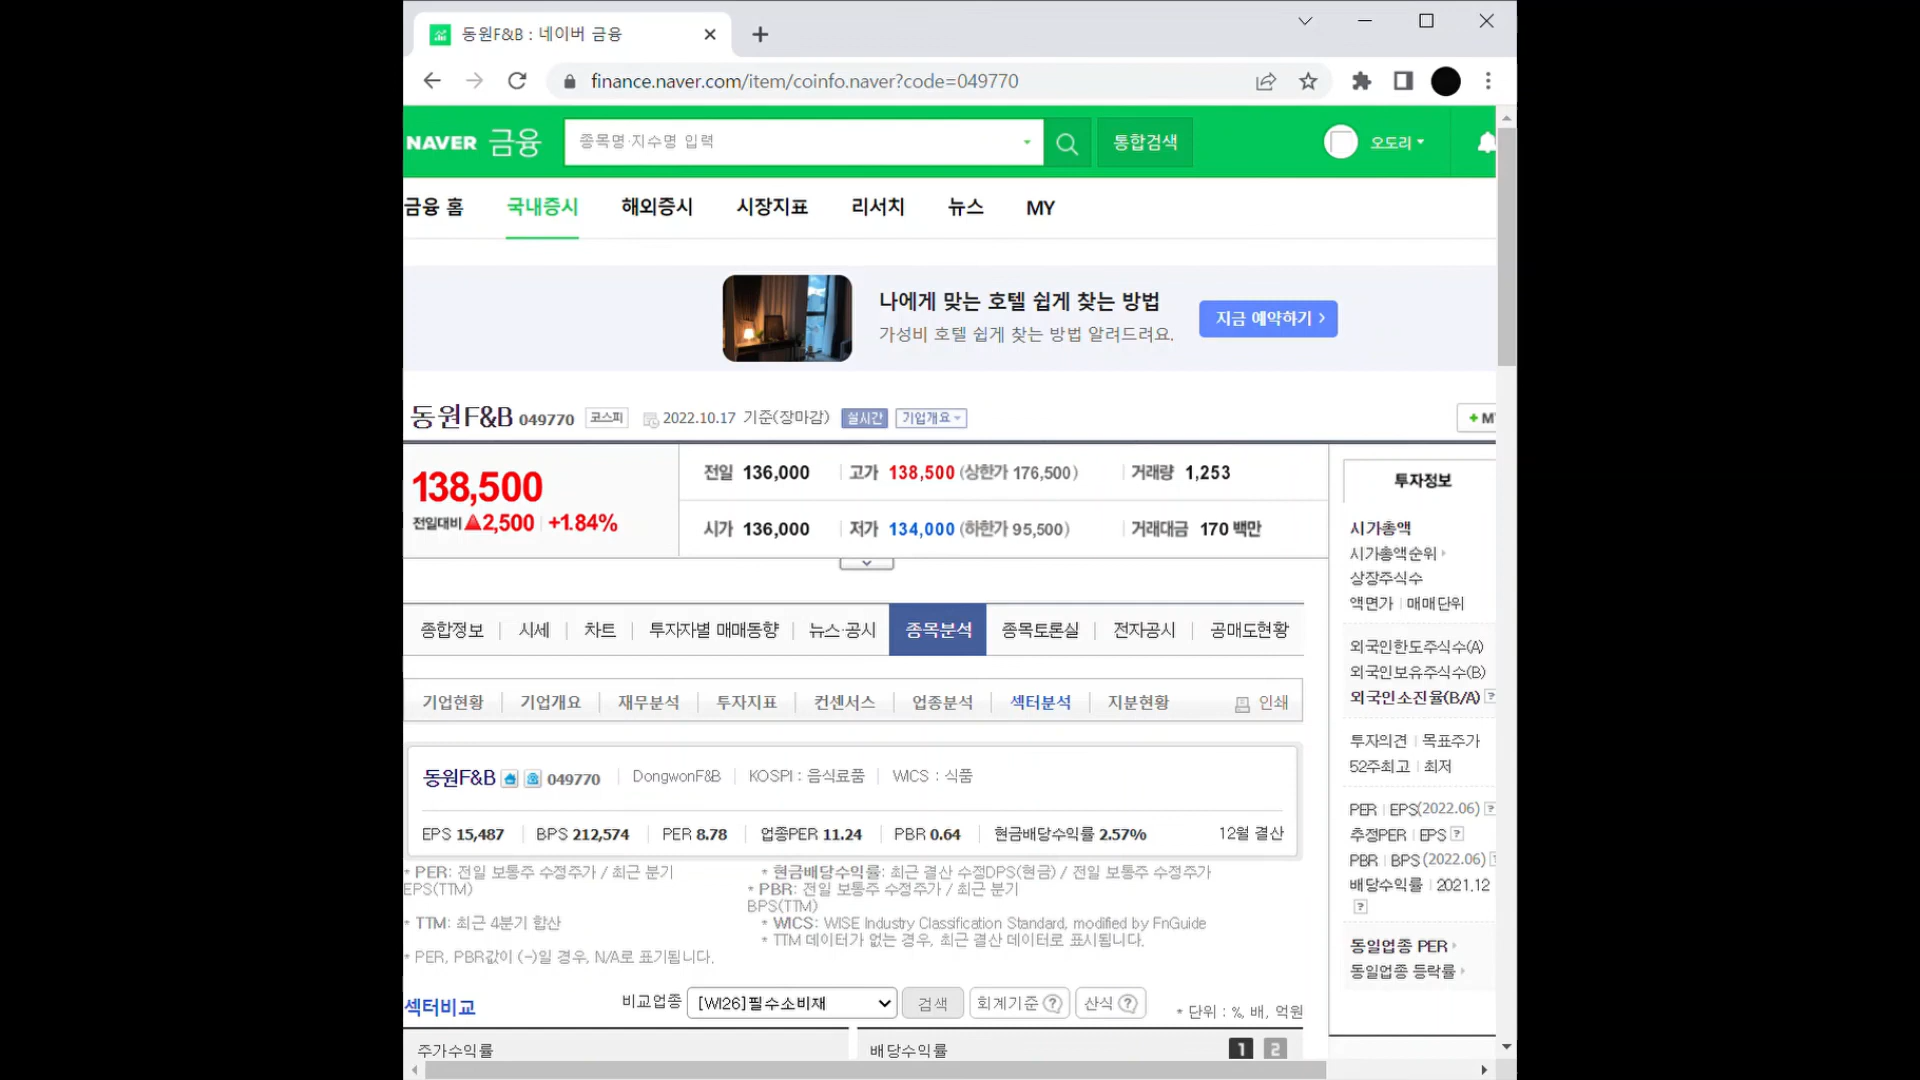 동원F&B : 네이버 금융
finance.naver.com/item/coinfo.naver?code=049770
NAVER 금융 종목명·지수명 입력 통합검색 오도리
금융 홈 국내증시 해외증시 시장지표 리서치 뉴스 MY
나에게 맞는 호텔 쉽게 찾는 방법
가성비 호텔 쉽게 찾는 방법 알려드려요.
지금 예약하기
동원F&B 049770 코스피 2022.10.17 기준(장마감) 실시간 기업개요 + M
138,500
전일대비 ▲2,500 +1.84%
전일 136,000 고가 138,500 (상한가 176,500) 거래량 1,253
시가 136,000 저가 134,000 (하한가 95,500) 거래대금 170 백만
종합정보 시세 차트 투자자별 매매동향 뉴스·공시 종목분석 종목토론실 전자공시 공매도현황
기업현황 기업개요 재무분석 투자지표 컨센서스 업종분석 섹터분석 지분현황 인쇄
동원F&B 049770 DongwonF&B KOSPI : 음식료품 WICS : 식품
EPS 15,487 BPS 212,574 PER 8.78 업종PER 11.24 PBR 0.64 현금배당수익률 2.57% 12월 결산
* PER: 전일 보통주 수정주가 / 최근 분기
EPS(TTM)
* TTM: 최근 4분기 합산
* PER, PBR값이 (-)일 경우, N/A로 표기됩니다.
* 현금배당수익률: 최근 결산 수정DPS(현금) / 전일 보통주 수정주가
* PBR: 전일 보통주 수정주가 / 최근 분기
BPS(TTM)
* WICS: WISE Industry Classification Standard, modified by FnGuide
* TTM 데이터가 없는 경우, 최근 결산 데이터로 표시됩니다.
섹터비교 비교업종 [WI26]필수소비재 검색 회계기준 ? 산식 ? * 단위 : %, 배, 억원
주가수익률 배당수익률 1 2
투자정보
시가총액
시가총액순위
상장주식수
액면가 매매단위
외국인한도주식수(A)
외국인보유주식수(B)
외국인소진율(B/A) ?
투자의견 목표주가
52주최고 최저
PER EPS(2022.06) ?
추정PER EPS ?
PBR BPS (2022.06) ?
배당수익률 2021.12
?
동일업종 PER
동일업종 등락률